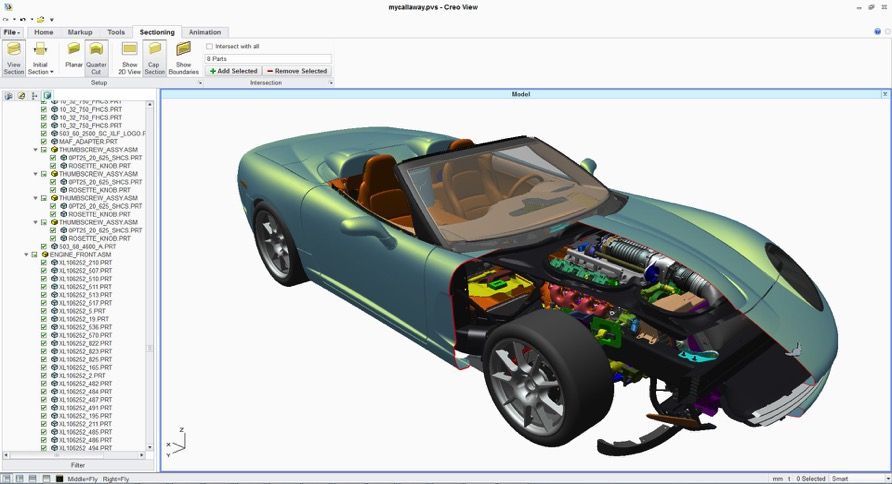 mycallaway.pvs - Creo View
File
Home
Markup
Tools
Sectioning
Animation
View Section
Initial Section
Planar
Quarter Cut
Show 2D View
Cap Section
Show Boundaries
Intersect with all
8 Parts
Add Selected
Remove Selected
Setup
Intersection
Model
10_32_750_FHCS.PRT
10_32_750_FHCS.PRT
10_32_750_FHCS.PRT
10_32_750_FHCS.PRT
503_60_2500_SC_XLF_LOGO.F
MAF_ADAPTER.PRT
THUMBSCREW_ASSY.ASM
0PT25_20_625_SHCS.PRT
ROSETTE_KNOB.PRT
THUMBSCREW_ASSY.ASM
0PT25_20_625_SHCS.PRT
ROSETTE_KNOB.PRT
THUMBSCREW_ASSY.ASM
0PT25_20_625_SHCS.PRT
ROSETTE_KNOB.PRT
THUMBSCREW_ASSY.ASM
0PT25_20_625_SHCS.PRT
ROSETTE_KNOB.PRT
503_68_4600_A.PRT
ENGINE_FRONT.ASM
XL106252_210.PRT
XL106252_507.PRT
XL106252_510.PRT
XL106252_511.PRT
XL106252_513.PRT
XL106252_517.PRT
XL106252_5.PRT
XL106252_19.PRT
XL106252_536.PRT
XL106252_570.PRT
XL106252_822.PRT
XL106252_823.PRT
XL106252_825.PRT
XL106252_165.PRT
XL106252_2.PRT
XL106252_482.PRT
XL106252_484.PRT
XL106252_487.PRT
XL106252_491.PRT
XL106252_195.PRT
XL106252_211.PRT
XL106252_485.PRT
XL106252_486.PRT
XL106252_494.PRT
Filter
Z
X
Y
Middle=Fly Right=Fly
mm t 0 Selected Smart